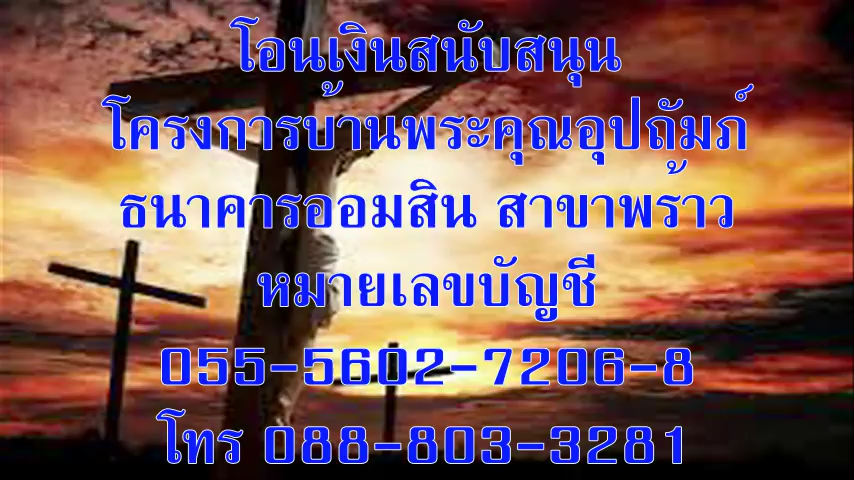 โอนเงินสนับสนุน
โครงการบ้านพระคุณอุปถัมภ์
ธนาคารออมสิน สาขาพร้าว
หมายเลขบัญชี
055-5602-7206-8
โทร 088-803-3281